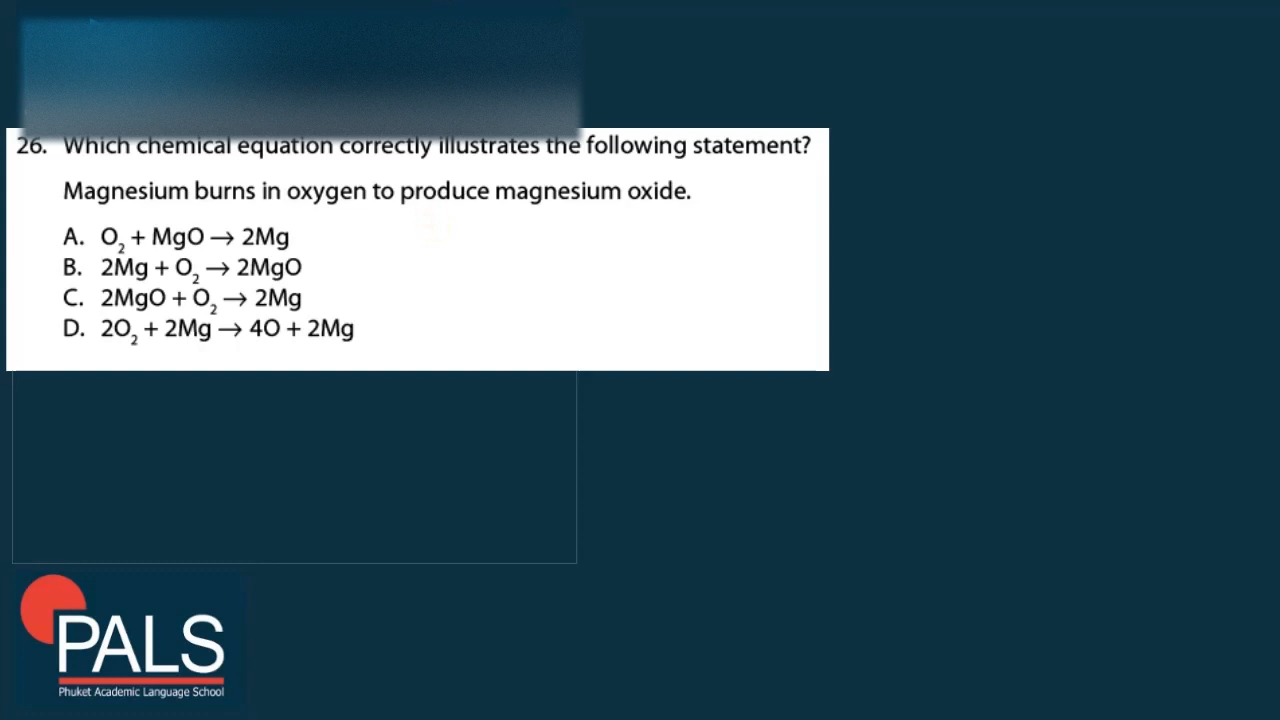 26. Which chemical equation correctly illustrates the following statement?
Magnesium burns in oxygen to produce magnesium oxide.
A. O₂ + MgO → 2Mg
B. 2Mg + O₂ → 2MgO
C. 2MgO + O₂ → 2Mg
D. 2O₂ + 2Mg → 4O + 2Mg
PALS
Phuket Academic Language School